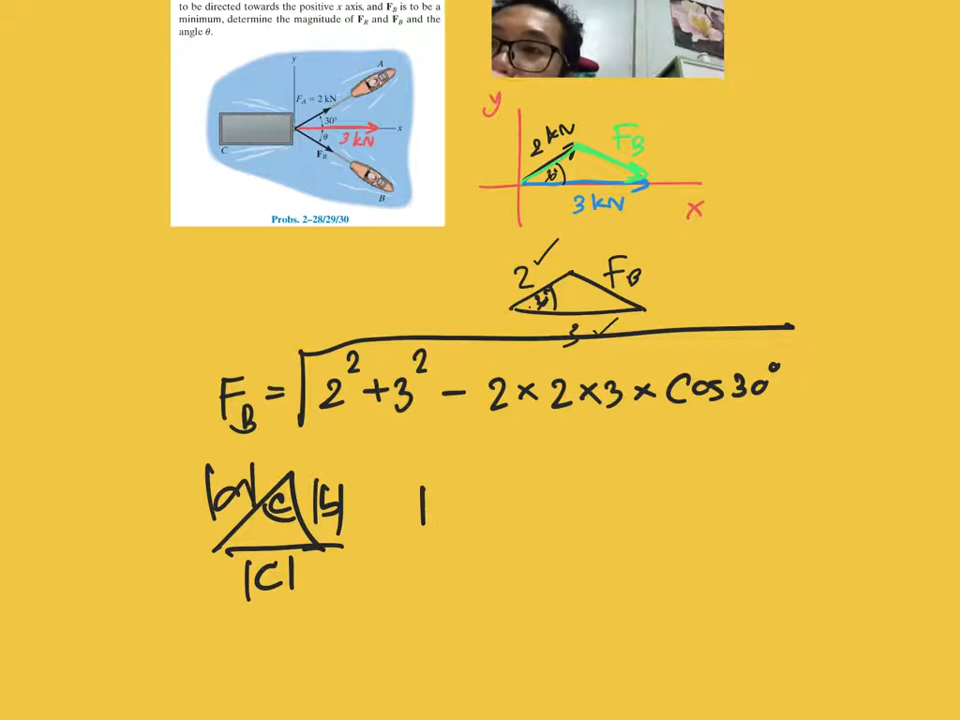 to be directed towards the positive x axis, and F_B is to be a
minimum, determine the magnitude of F_R and F_B and the
angle θ.
y
A
F_A = 2 kN
30°
3 kN
x
θ
F_B
C
B
Probs. 2–28/29/30
y
2 kN
F_B
30°
3 kN
x
2 ✓
F_B
30°
3 ✓
F_B = √2² + 3² − 2 × 2 × 3 × Cos 30°
|a| c |b|
|C|
|